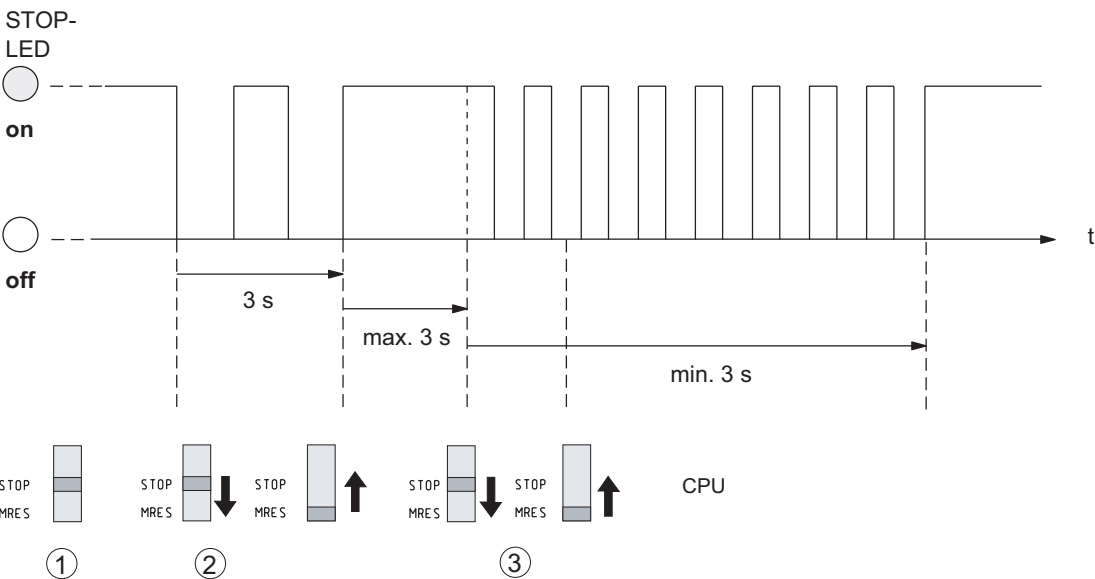 STOP-
LED
on
off
t
3 s
max. 3 s
min. 3 s
STOP
MRES
STOP
MRES
STOP
MRES
STOP
MRES
STOP
MRES
CPU
1
2
3